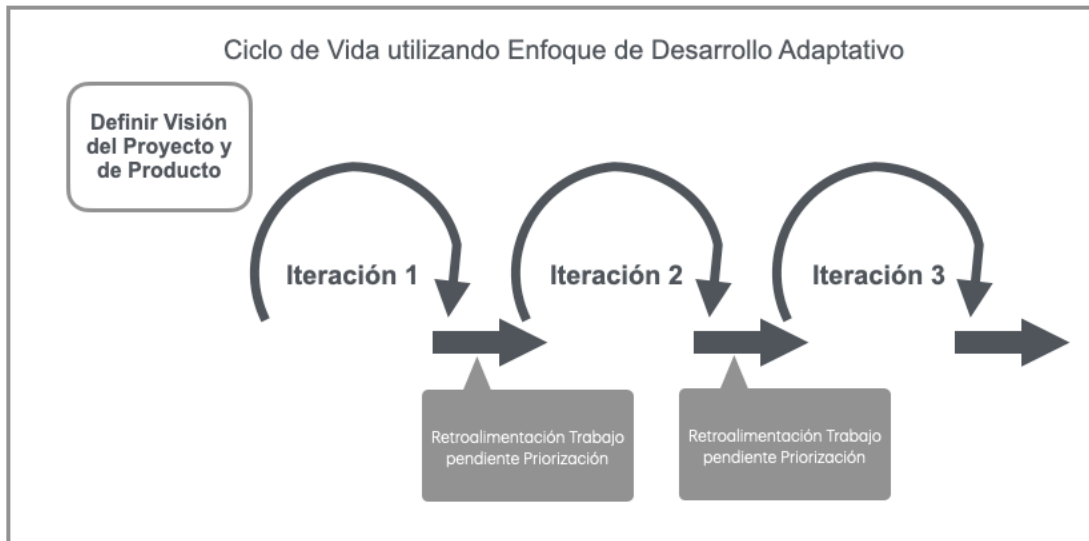 Ciclo de Vida utilizando Enfoque de Desarrollo Adaptativo
Definir Visión
del Proyecto y
de Producto
Iteración 1
Iteración 2
Iteración 3
Retroalimentación Trabajo
pendiente Priorización
Retroalimentación Trabajo
pendiente Priorización